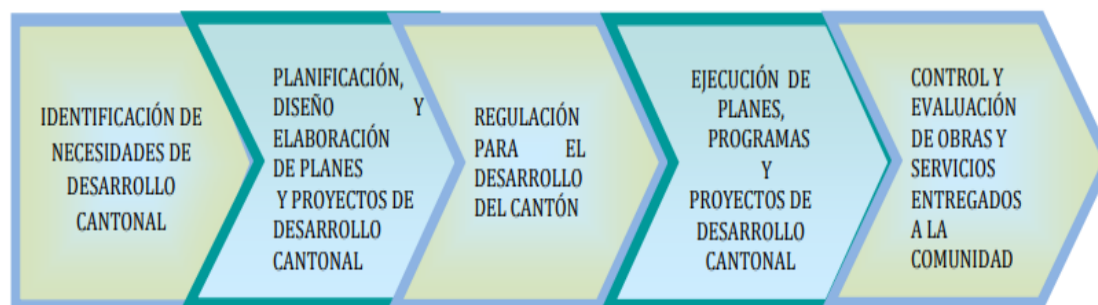 IDENTIFICACIÓN DE
NECESIDADES DE
DESARROLLO
CANTONAL
PLANIFICACIÓN,
DISEÑO Y
ELABORACIÓN
DE PLANES
Y PROYECTOS DE
DESARROLLO
CANTONAL
REGULACIÓN
PARA EL
DESARROLLO
DEL CANTÓN
EJECUCIÓN DE
PLANES,
PROGRAMAS
Y
PROYECTOS DE
DESARROLLO
CANTONAL
CONTROL Y
EVALUACIÓN
DE OBRAS Y
SERVICIOS
ENTREGADOS
A LA
COMUNIDAD